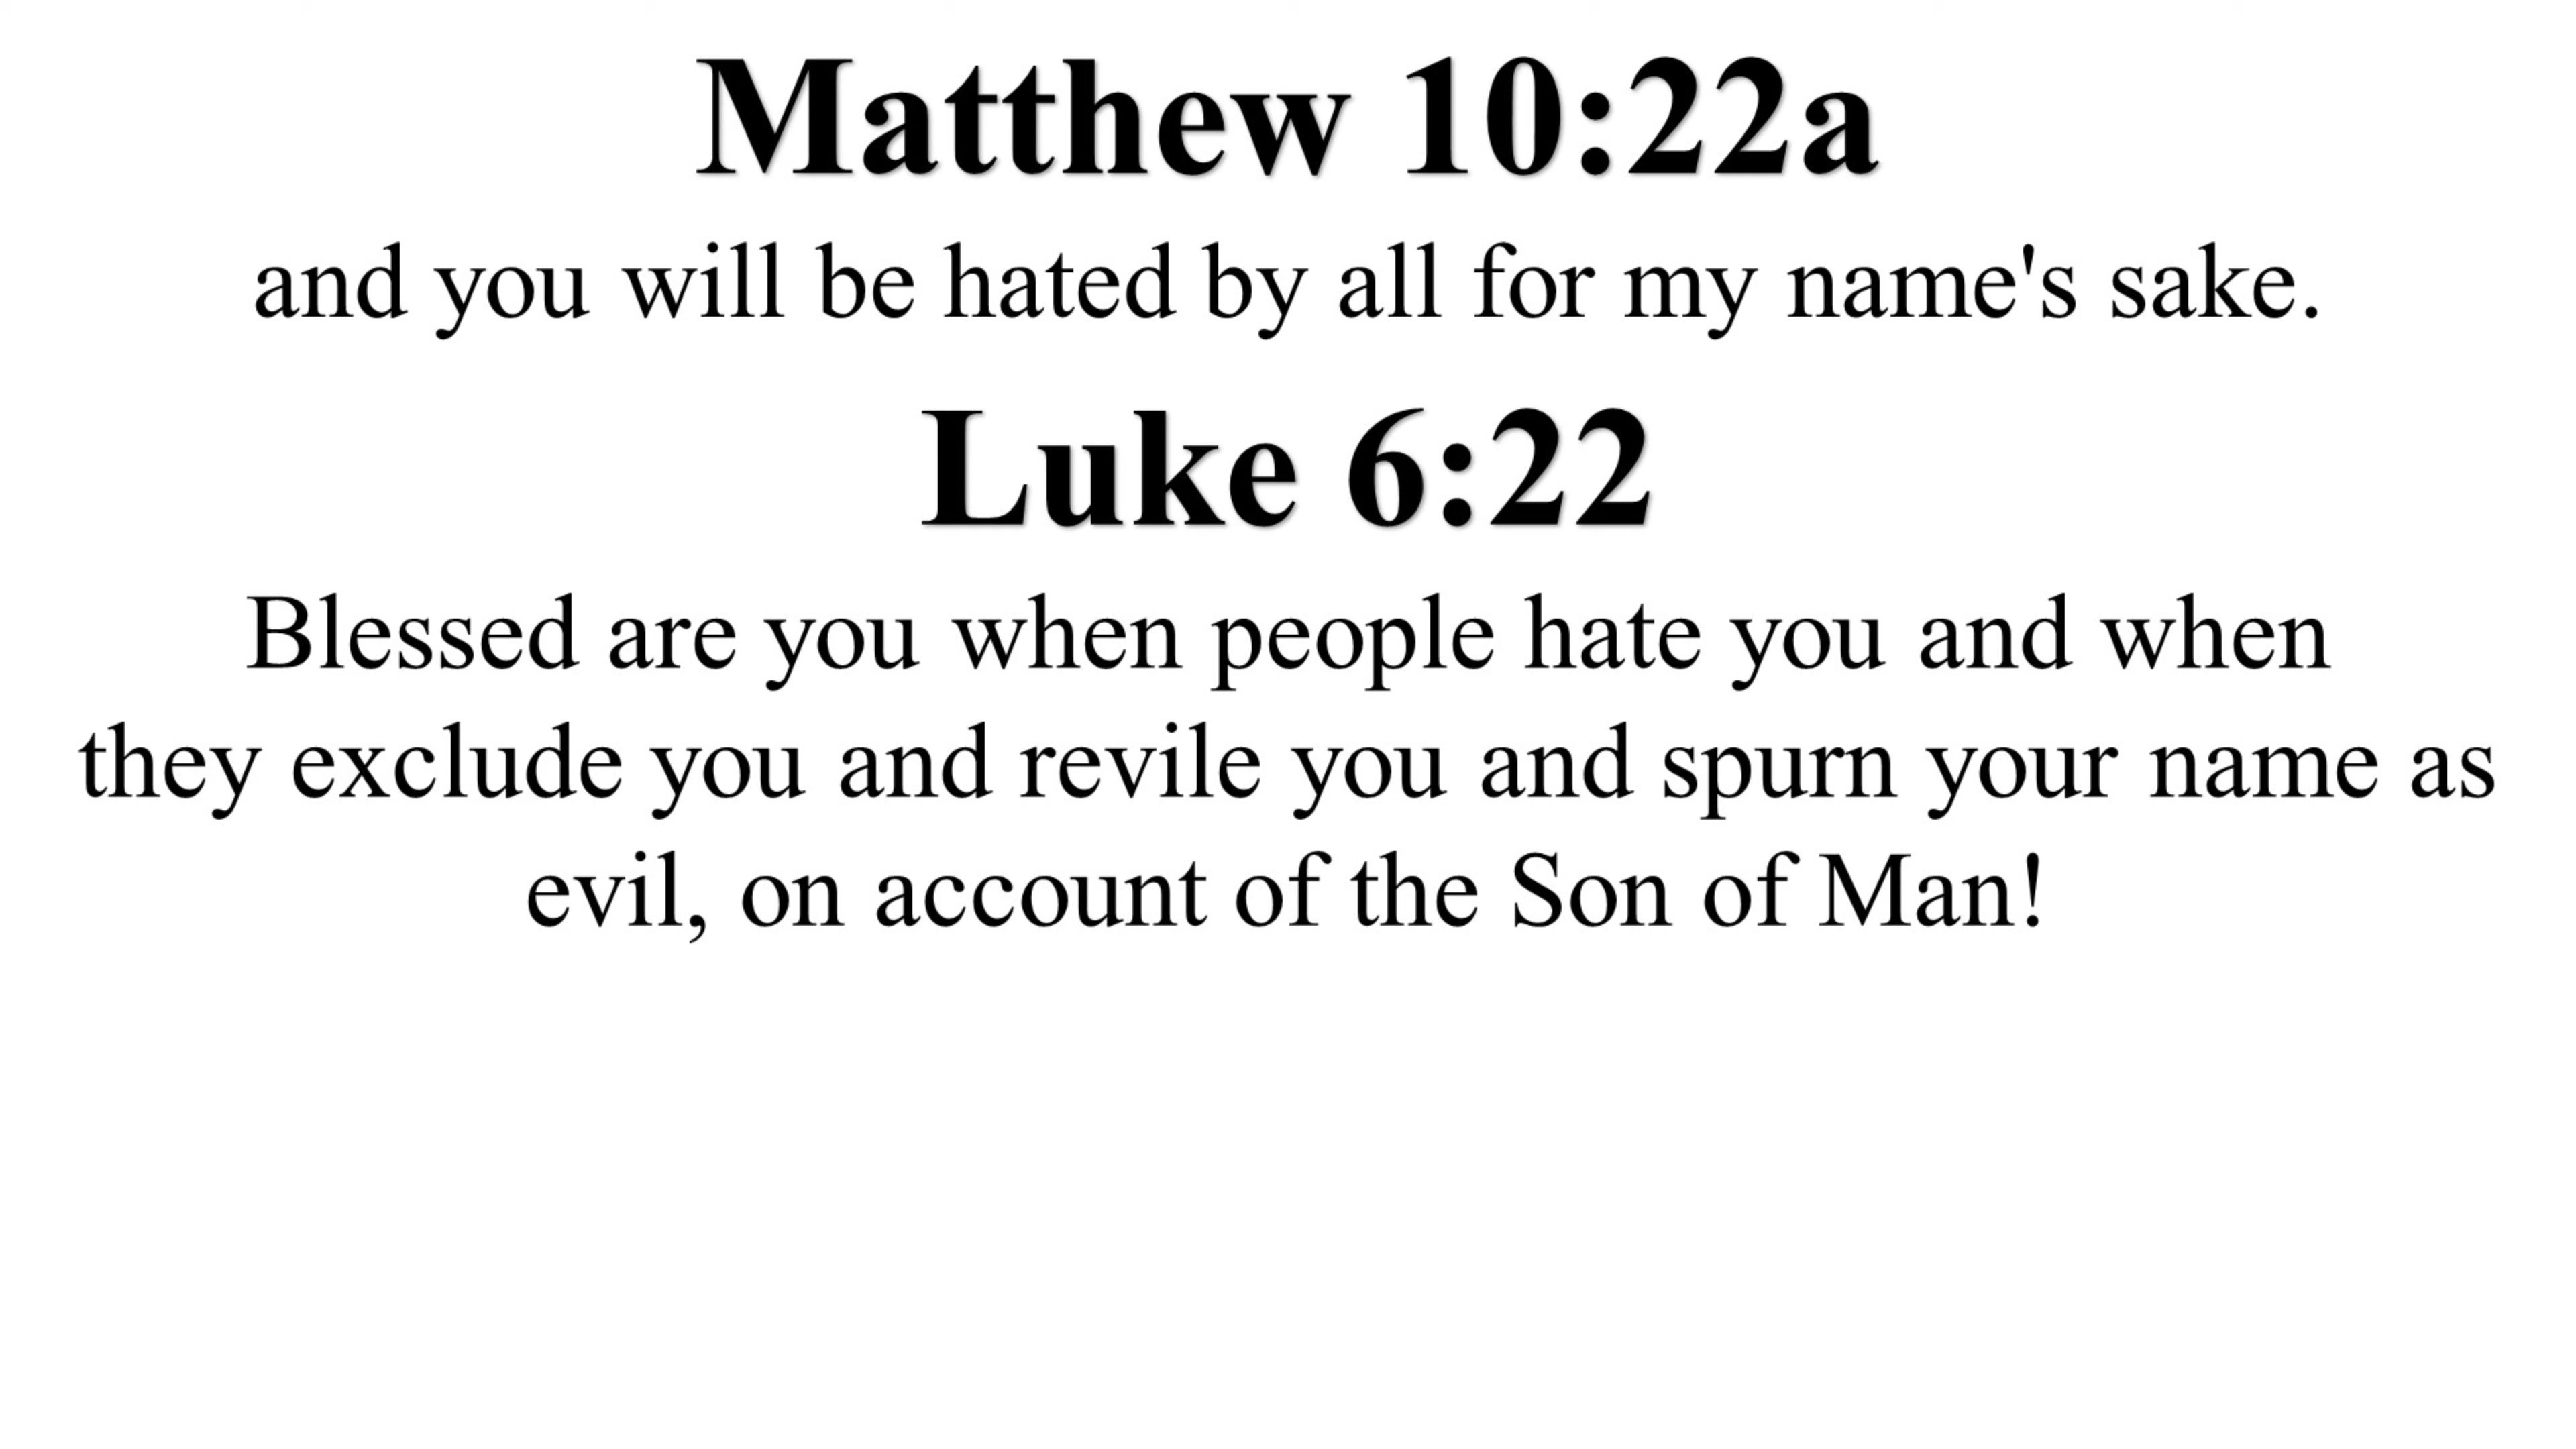 Matthew 10:22a
and you will be hated by all for my name's sake.
Luke 6:22
Blessed are you when people hate you and when
they exclude you and revile you and spurn your name as
evil, on account of the Son of Man!